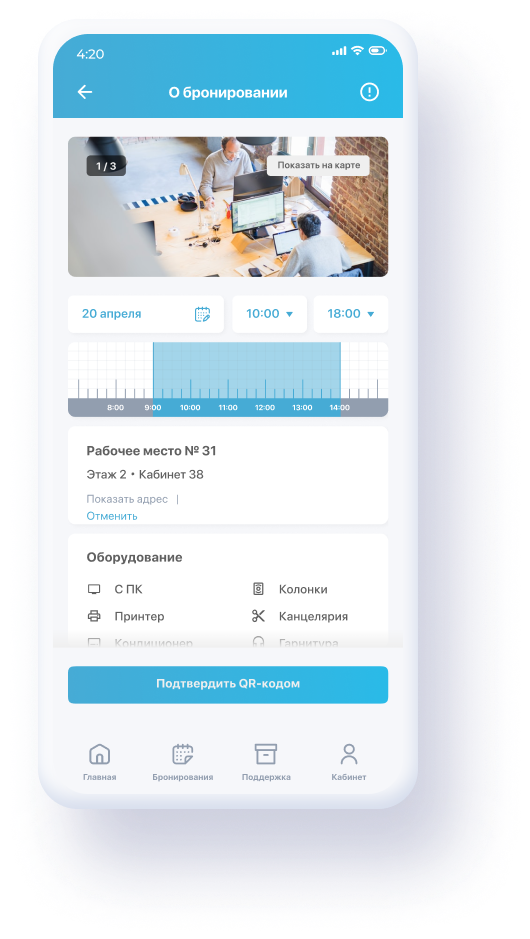 4:20
О бронировании
1 / 3
Показать на карте
20 апреля
10:00
18:00
8:00 9:00 10:00 11:00 12:00 13:00 14:00
Рабочее место № 31
Этаж 2 • Кабинет 38
Показать адрес |
Отменить
Оборудование
С ПК
Колонки
Принтер
Канцелярия
Кондиционер
Гарнитура
Подтвердить QR-кодом
Главная
Бронирования
Поддержка
Кабинет